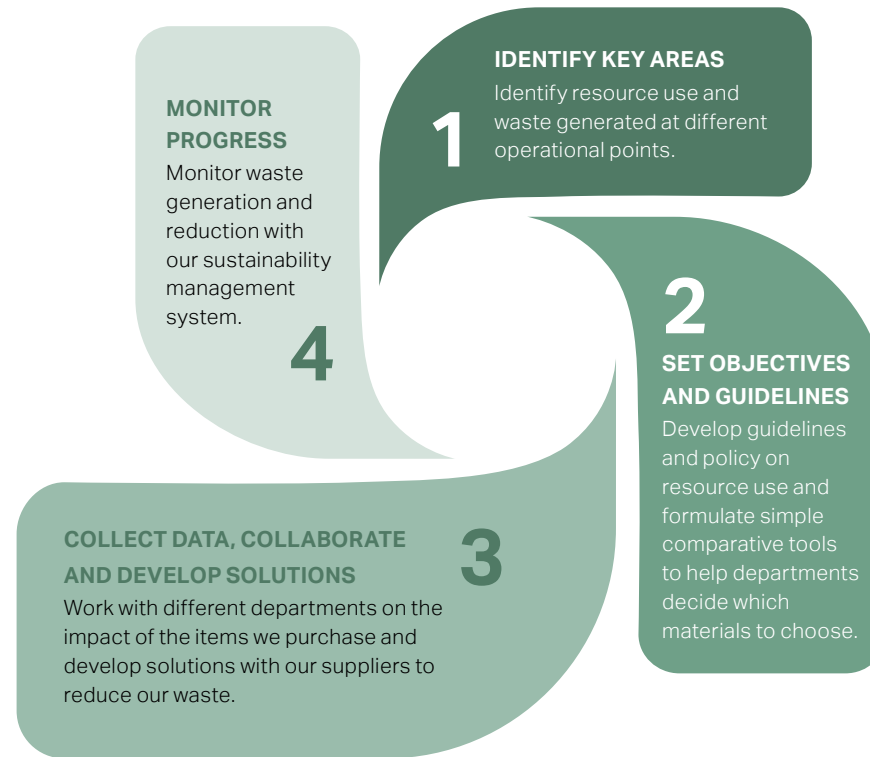 1
IDENTIFY KEY AREAS
Identify resource use and
waste generated at different
operational points.
2
SET OBJECTIVES
AND GUIDELINES
Develop guidelines
and policy on
resource use and
formulate simple
comparative tools
to help departments
decide which
materials to choose.
3
COLLECT DATA, COLLABORATE
AND DEVELOP SOLUTIONS
Work with different departments on the
impact of the items we purchase and
develop solutions with our suppliers to
reduce our waste.
4
MONITOR
PROGRESS
Monitor waste
generation and
reduction with
our sustainability
management
system.